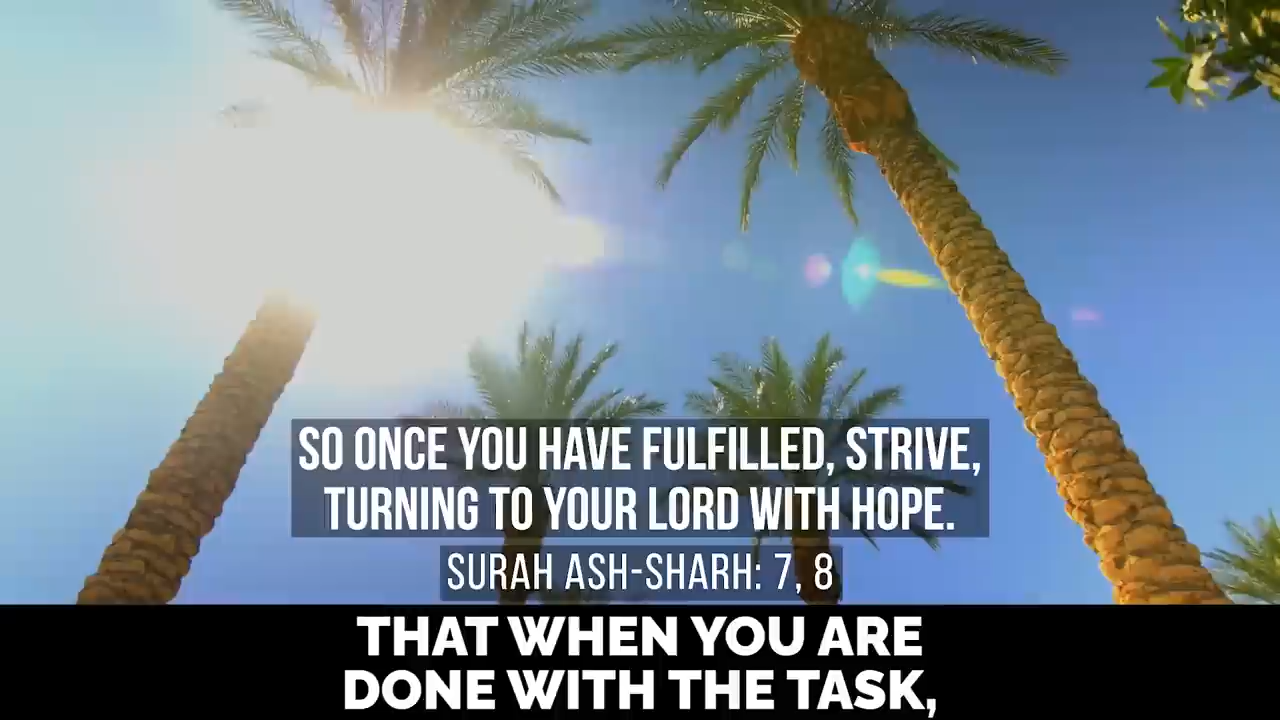 SO ONCE YOU HAVE FULFILLED, STRIVE,
TURNING TO YOUR LORD WITH HOPE.
SURAH ASH-SHARH: 7, 8
THAT WHEN YOU ARE
DONE WITH THE TASK,